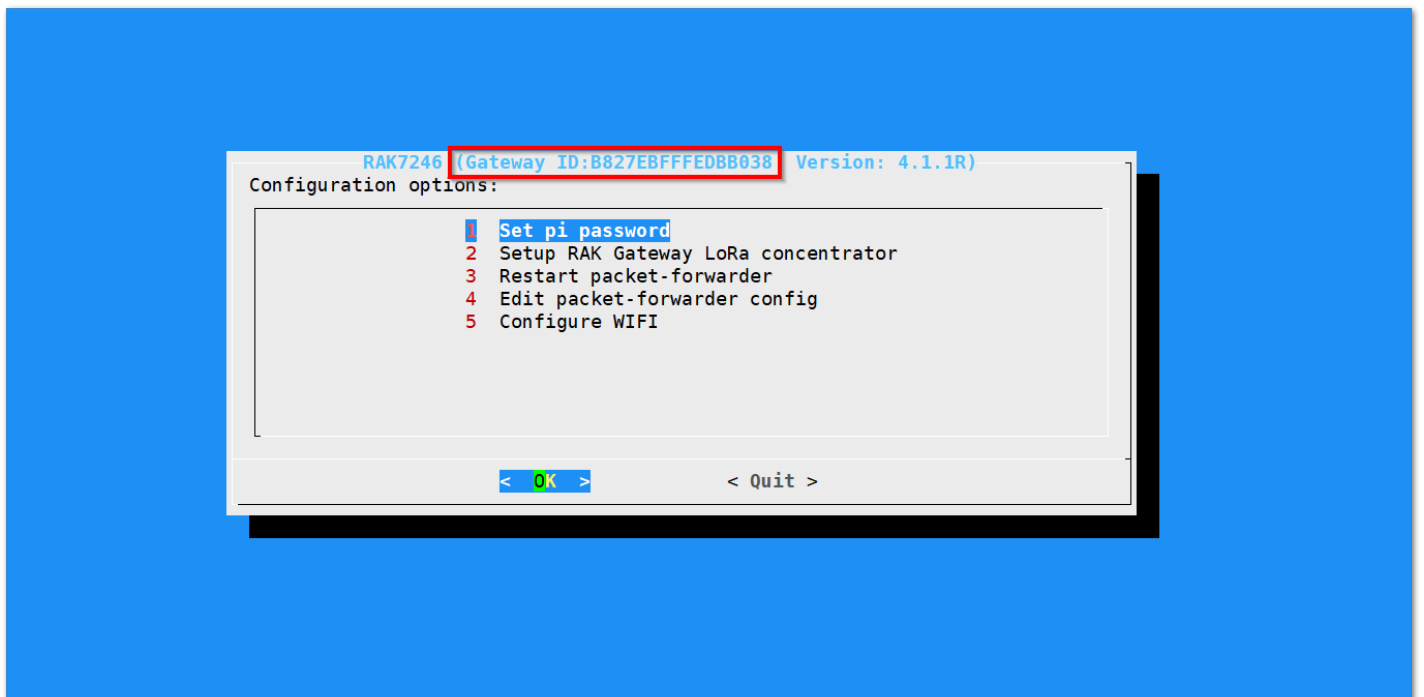 RAK7246 (Gateway ID:B827EBFFFEDBB038 Version: 4.1.1R)
Configuration options:
1 Set pi password
2 Setup RAK Gateway LoRa concentrator
3 Restart packet-forwarder
4 Edit packet-forwarder config
5 Configure WIFI
< OK > < Quit >